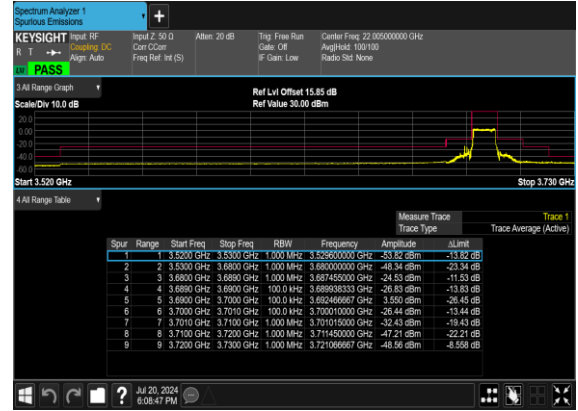 Spectrum Analyzer 1
Spurious Emissions
KEYSIGHT Input: RF Input Z: 50 Ω Atten: 20 dB Trig: Free Run Center Freq: 22.005000000 GHz
R T Coupling: DC Corr CCorr Gate: Off Avg|Hold: 100/100
Align: Auto Freq Ref: Int (S) IF Gain: Low Radio Std: None
PASS
3 All Range Graph Ref Lvl Offset 15.85 dB
Scale/Div 10.0 dB Ref Value 30.00 dBm
20.0
0.00
-20.0
-40.0
-60.0
Start 3.520 GHz Stop 3.730 GHz
4 All Range Table
Measure Trace Trace 1
Trace Type Trace Average (Active)
Spur Range Start Freq Stop Freq RBW Frequency Amplitude ΔLimit
1 1 3.5200 GHz 3.5300 GHz 1.000 MHz 3.529600000 GHz -53.82 dBm -13.82 dB
2 2 3.5300 GHz 3.6800 GHz 1.000 MHz 3.680000000 GHz -48.34 dBm -23.34 dB
3 3 3.6800 GHz 3.6890 GHz 1.000 MHz 3.687455000 GHz -24.53 dBm -11.53 dB
4 4 3.6890 GHz 3.6900 GHz 100.0 kHz 3.689938333 GHz -26.83 dBm -13.83 dB
5 5 3.6900 GHz 3.7000 GHz 100.0 kHz 3.692466667 GHz 3.550 dBm -26.45 dB
6 6 3.7000 GHz 3.7010 GHz 100.0 kHz 3.700010000 GHz -26.44 dBm -13.44 dB
7 7 3.7010 GHz 3.7100 GHz 1.000 MHz 3.701015000 GHz -32.43 dBm -19.43 dB
8 8 3.7100 GHz 3.7200 GHz 1.000 MHz 3.711450000 GHz -47.21 dBm -22.21 dB
9 9 3.7200 GHz 3.7300 GHz 1.000 MHz 3.721066667 GHz -48.56 dBm -8.558 dB
Jul 20, 2024
6:08:47 PM